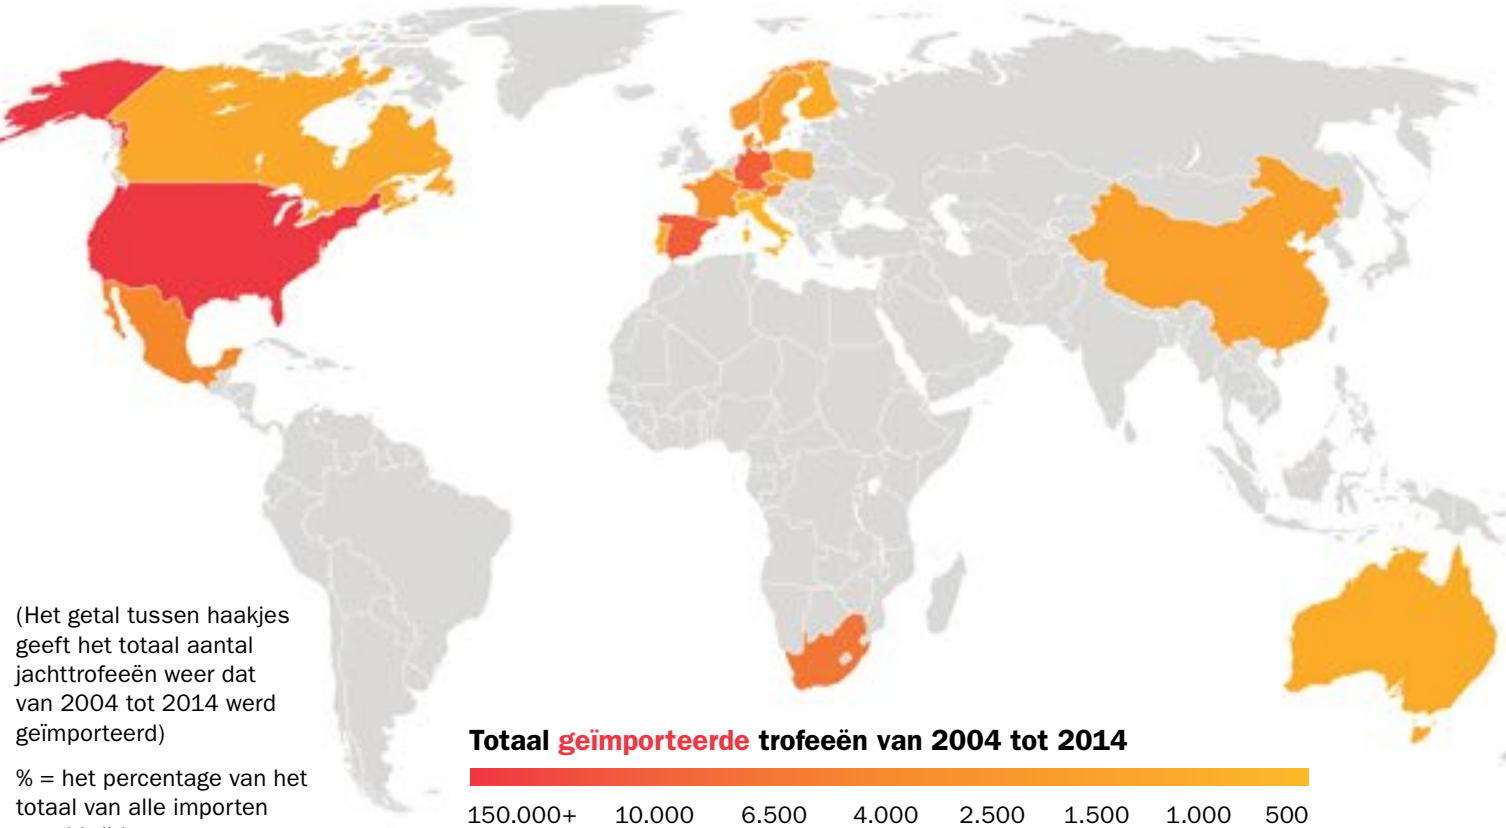 (Het getal tussen haakjes
geeft het totaal aantal
jachttrofeeën weer dat
van 2004 tot 2014 werd
geïmporteerd)
% = het percentage van het
totaal van alle importen
Totaal geïmporteerde trofeeën van 2004 tot 2014
150.000+ 10.000 6.500 4.000 2.500 1.500 1.000 500